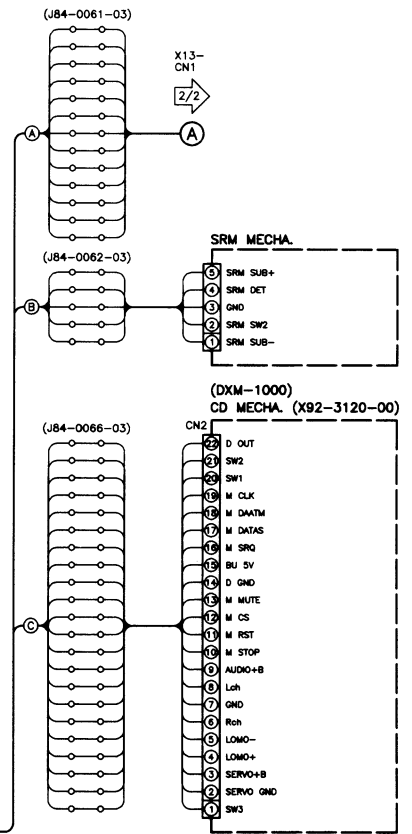 (J84-0061-03)
X13-
CN1
2/2
A
A
SRM MECHA.
(J84-0062-03)
B
5 SRM SUB+
4 SRM DET
3 GND
2 SRM SW2
1 SRM SUB-
(DXM-1000)
CD MECHA. (X92-3120-00)
(J84-0066-03)
CN2
C
22 D OUT
21 SW2
20 SW1
19 M CLK
18 M DAATM
17 M DATAS
16 M SRQ
15 BU 5V
14 D GND
13 M MUTE
12 M CS
11 M RST
10 M STOP
9 AUDIO+B
8 Lch
7 GND
6 Rch
5 LOMO-
4 LOMO+
3 SERVO+B
2 SERVO GND
1 SW3